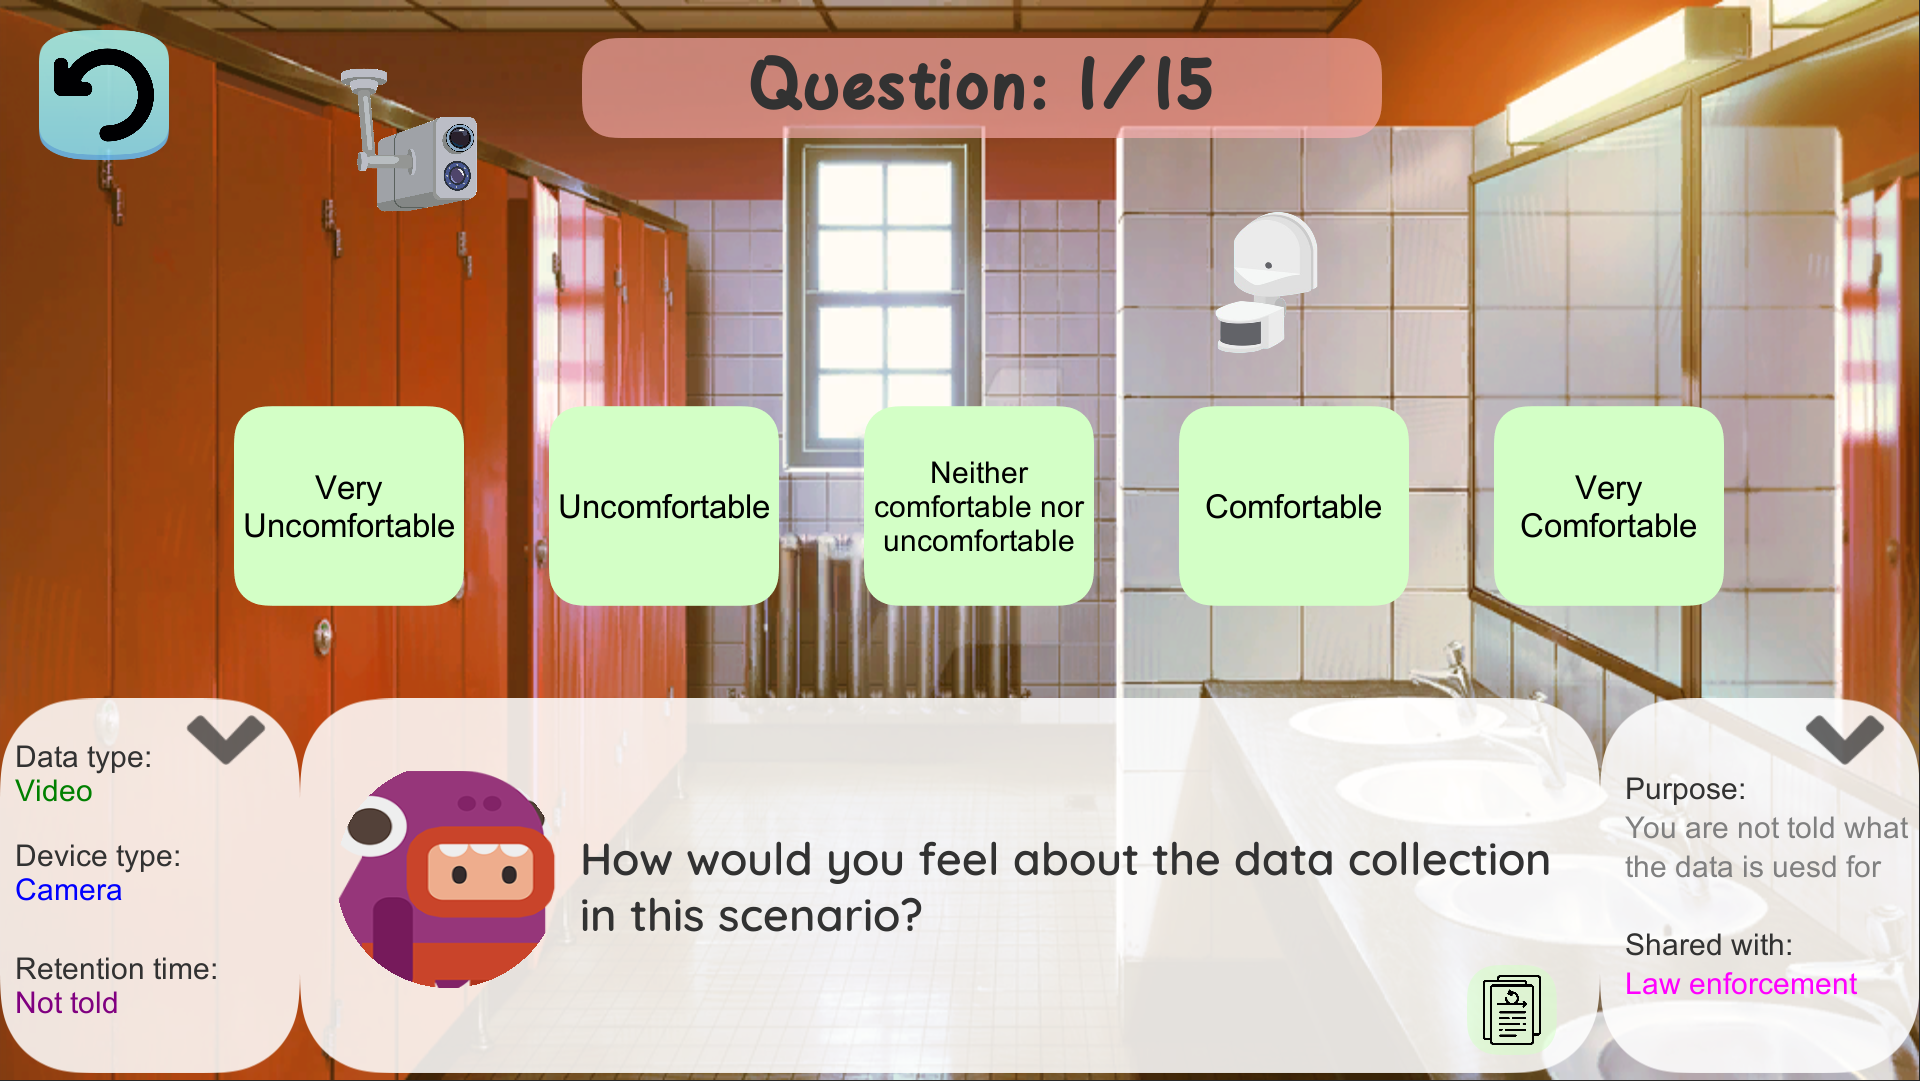 Question: 1/15
Very
Uncomfortable
Uncomfortable
Neither
comfortable nor
uncomfortable
Comfortable
Very
Comfortable
Data type:
Video
Device type:
Camera
Retention time:
Not told
How would you feel about the data collection
in this scenario?
Purpose:
You are not told what
the data is uesd for
Shared with:
Law enforcement